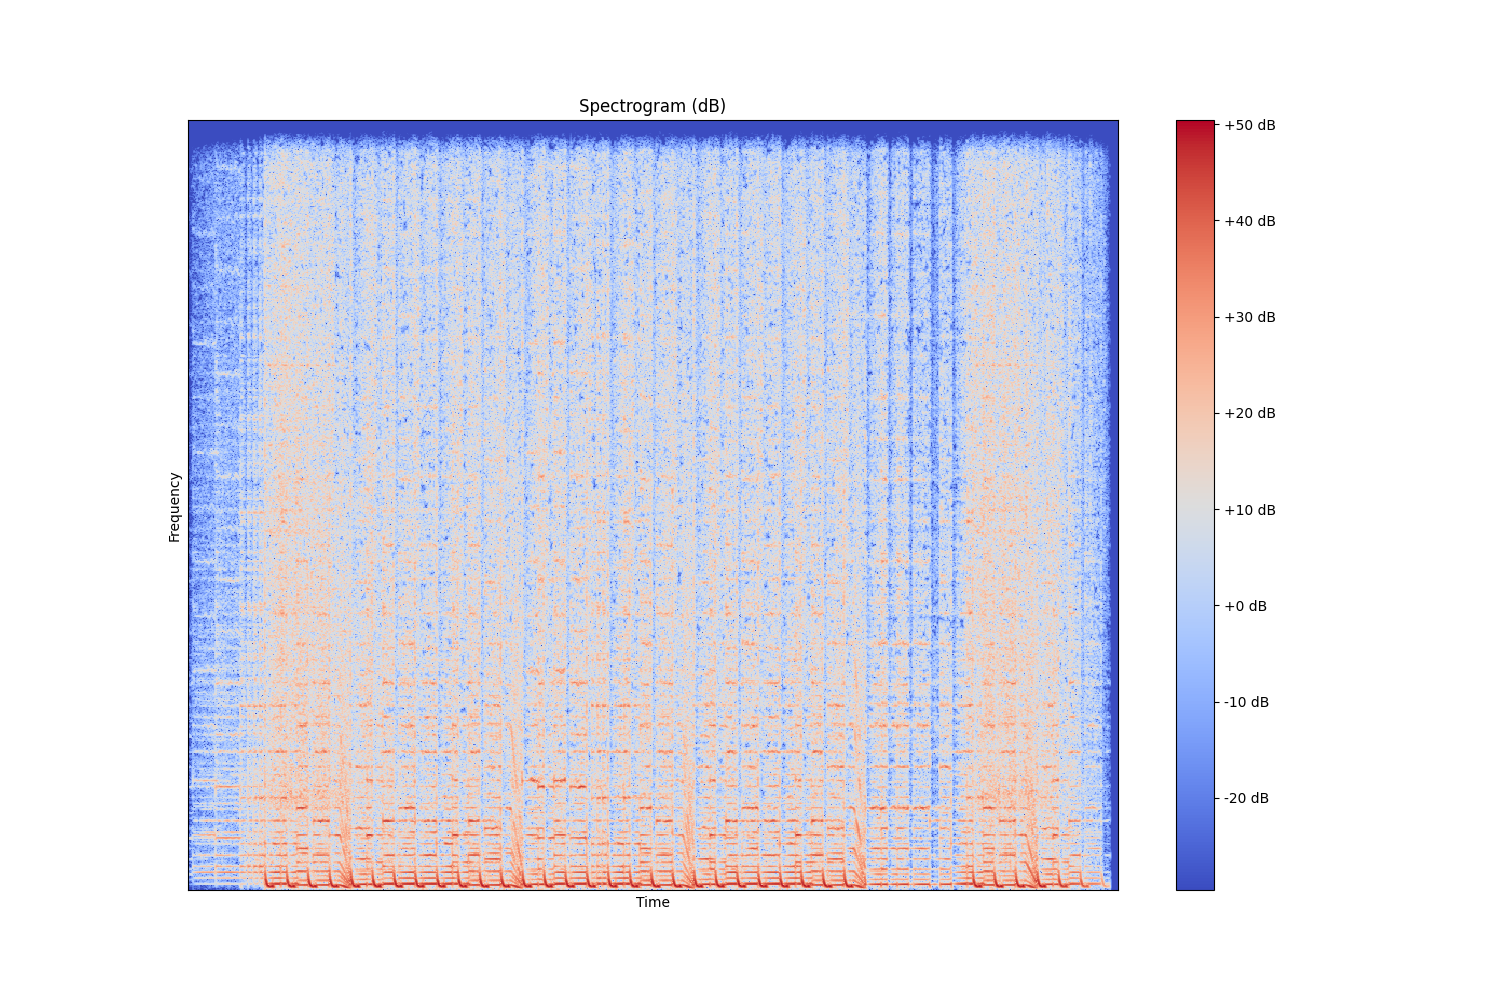 Spectrogram (dB)
Frequency
Time
+50 dB
+40 dB
+30 dB
+20 dB
+10 dB
+0 dB
-10 dB
-20 dB